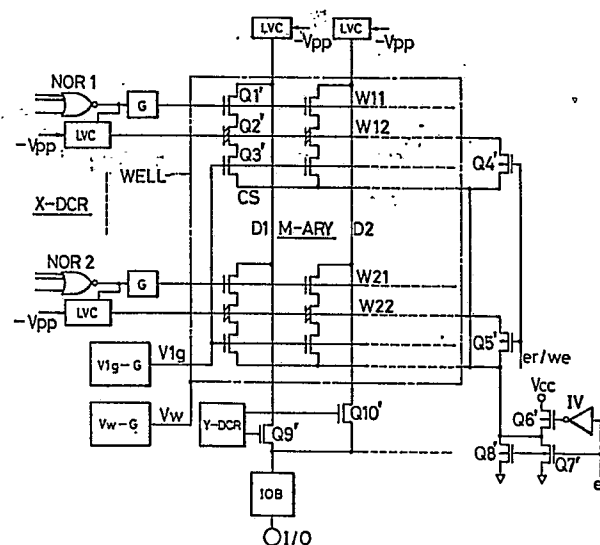 LVC
-Vpp
LVC
-Vpp
NOR 1
G
Q1'
W11
Q2'
W12
LVC
-Vpp
Q3'
Q4'
WELL
CS
X-DCR
D1
M-ARY
D2
NOR 2
G
W21
W22
LVC
-Vpp
Q5'
V1g-G
V1g
er/we
Vw-G
Vw
Y-DCR
Q10'
Q9'
Vcc
IV
Q6'
Q8'
Q7'
IOB
I/O